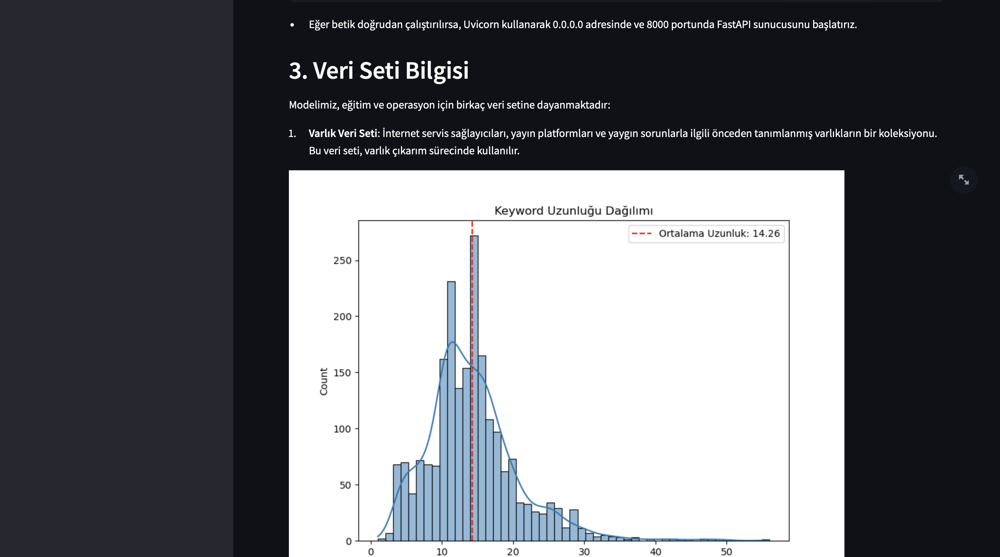 • Eğer betik doğrudan çalıştırılırsa, Uvicorn kullanarak 0.0.0.0 adresinde ve 8000 portunda FastAPI sunucusunu başlatırız.
3. Veri Seti Bilgisi
Modelimiz, eğitim ve operasyon için birkaç veri setine dayanmaktadır:
1. Varlık Veri Seti: İnternet servis sağlayıcıları, yayın platformları ve yaygın sorunlarla ilgili önceden tanımlanmış varlıkların bir koleksiyonu.
Bu veri seti, varlık çıkarım sürecinde kullanılır.
Keyword Uzunluğu Dağılımı
Ortalama Uzunluk: 14.26
250
200
150
100
50
0
Count
0 10 20 30 40 50